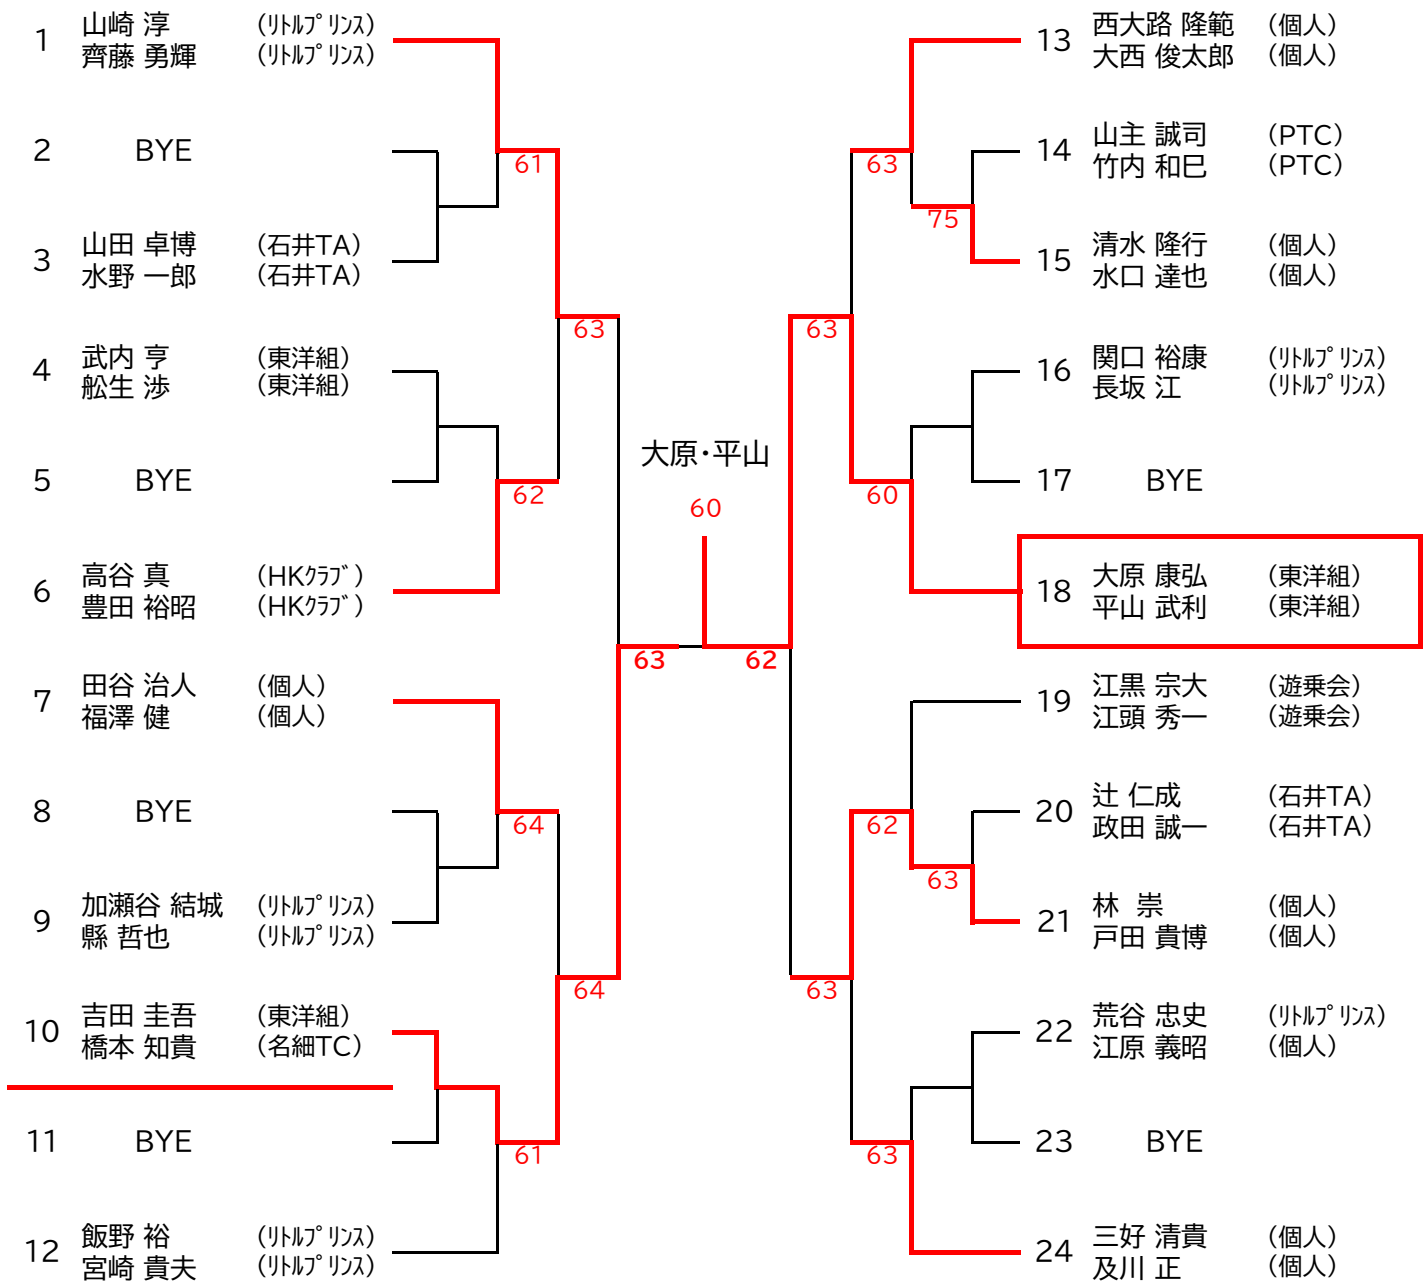 1 山崎 淳 (ﾘﾄﾙﾌﾟﾘﾝｽ)
齊藤 勇輝 (ﾘﾄﾙﾌﾟﾘﾝｽ)
2 BYE
61
3 山田 卓博 (石井TA)
水野 一郎 (石井TA)
63
4 武内 亨 (東洋組)
舩生 渉 (東洋組)
5 BYE
62
6 高谷 真 (HKｸﾗﾌﾞ)
豊田 裕昭 (HKｸﾗﾌﾞ)
63
7 田谷 治人 (個人)
福澤 健 (個人)
8 BYE
64
9 加瀬谷 結城 (ﾘﾄﾙﾌﾟﾘﾝｽ)
縣 哲也 (ﾘﾄﾙﾌﾟﾘﾝｽ)
64
10 吉田 圭吾 (東洋組)
橋本 知貴 (名細TC)
11 BYE
61
12 飯野 裕 (ﾘﾄﾙﾌﾟﾘﾝｽ)
宮崎 貴夫 (ﾘﾄﾙﾌﾟﾘﾝｽ)
大原・平山
60
13 西大路 隆範 (個人)
大西 俊太郎 (個人)
14 山主 誠司 (PTC)
竹内 和巳 (PTC)
63
75
15 清水 隆行 (個人)
水口 達也 (個人)
63
16 関口 裕康 (ﾘﾄﾙﾌﾟﾘﾝｽ)
長坂 江 (ﾘﾄﾙﾌﾟﾘﾝｽ)
17 BYE
60
18 大原 康弘 (東洋組)
平山 武利 (東洋組)
62
19 江黒 宗大 (遊乗会)
江頭 秀一 (遊乗会)
20 辻 仁成 (石井TA)
政田 誠一 (石井TA)
62
63
21 林 崇 (個人)
戸田 貴博 (個人)
63
22 荒谷 忠史 (ﾘﾄﾙﾌﾟﾘﾝｽ)
江原 義昭 (個人)
23 BYE
63
24 三好 清貴 (個人)
及川 正 (個人)